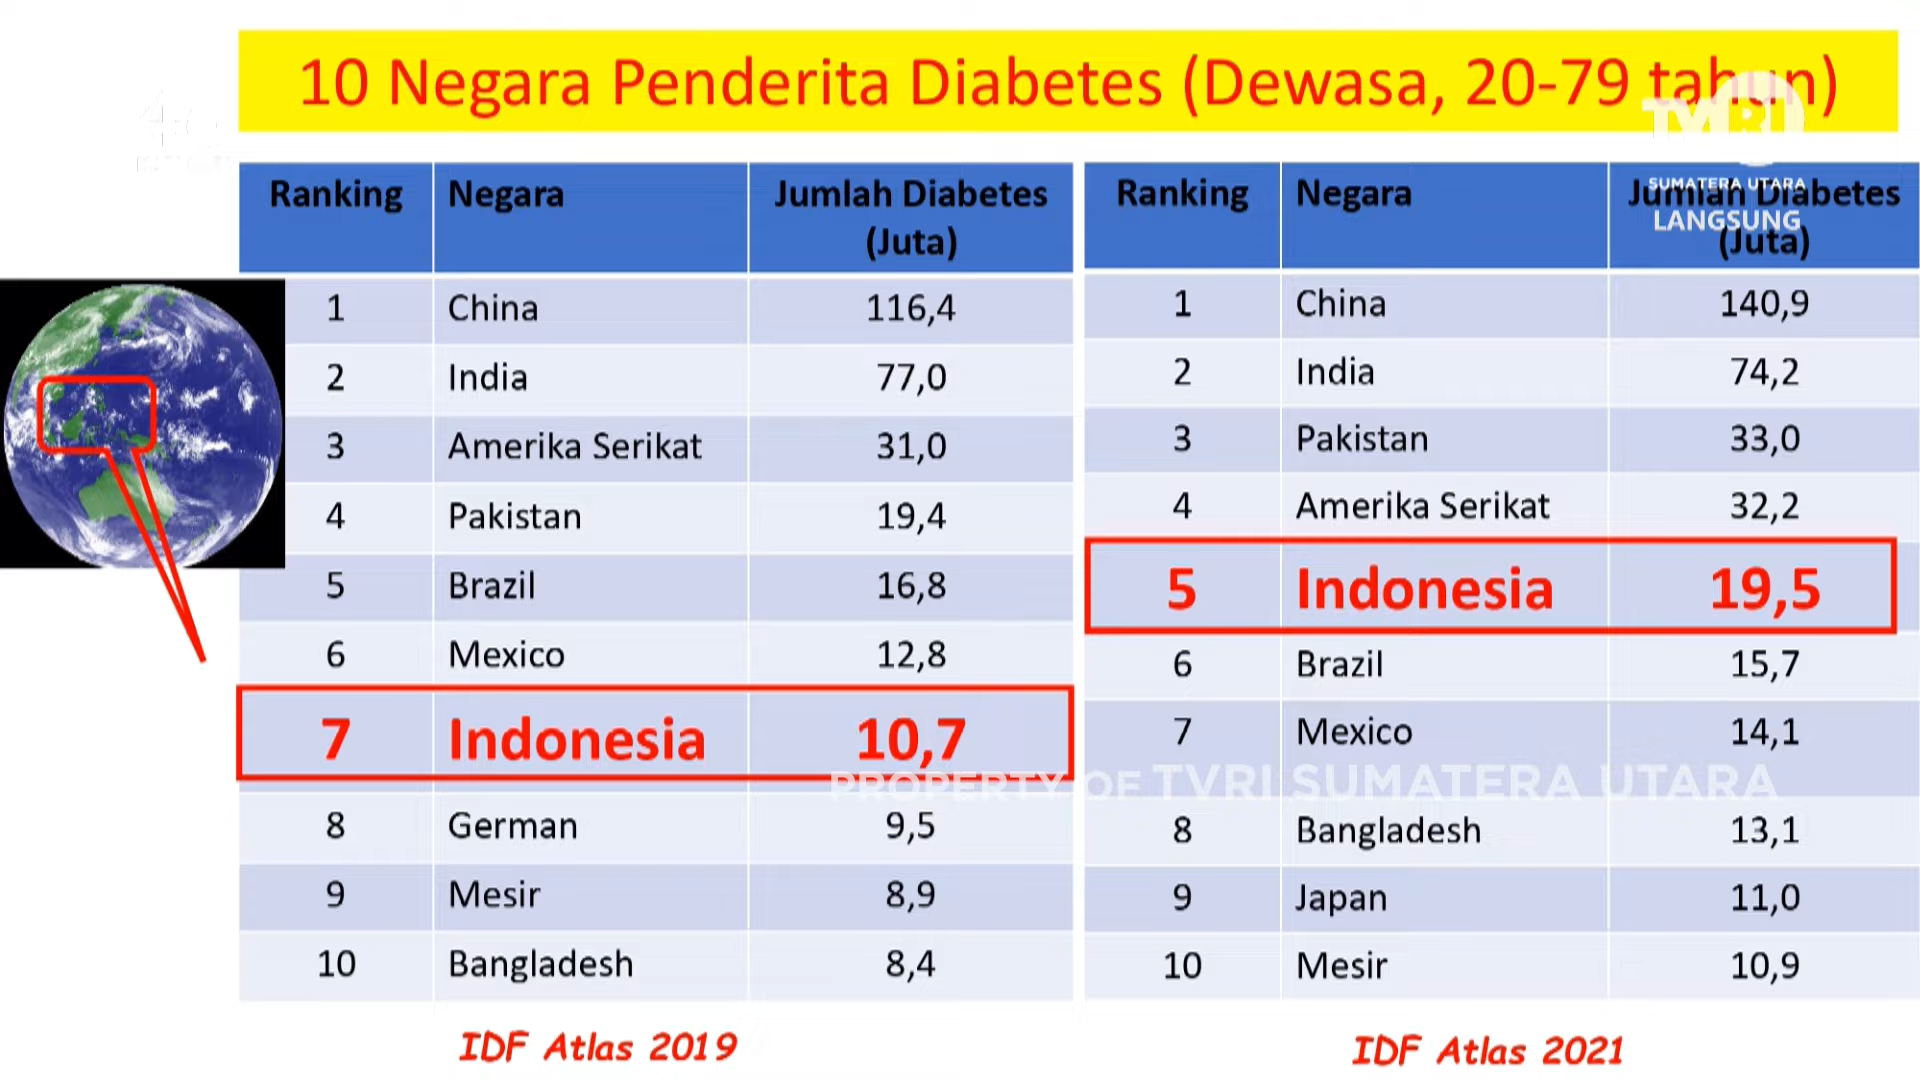 10 Negara Penderita Diabetes (Dewasa, 20-79 tahun)
TVRI
SUMATERA UTARA
LANGSUNG
Ranking Negara Jumlah Diabetes (Juta)
1 China 116,4
2 India 77,0
3 Amerika Serikat 31,0
4 Pakistan 19,4
5 Brazil 16,8
6 Mexico 12,8
7 Indonesia 10,7
8 German 9,5
9 Mesir 8,9
10 Bangladesh 8,4
IDF Atlas 2019
Ranking Negara Jumlah Diabetes (Juta)
1 China 140,9
2 India 74,2
3 Pakistan 33,0
4 Amerika Serikat 32,2
5 Indonesia 19,5
6 Brazil 15,7
7 Mexico 14,1
8 Bangladesh 13,1
9 Japan 11,0
10 Mesir 10,9
IDF Atlas 2021
PROPERTY OF TVRI SUMATERA UTARA